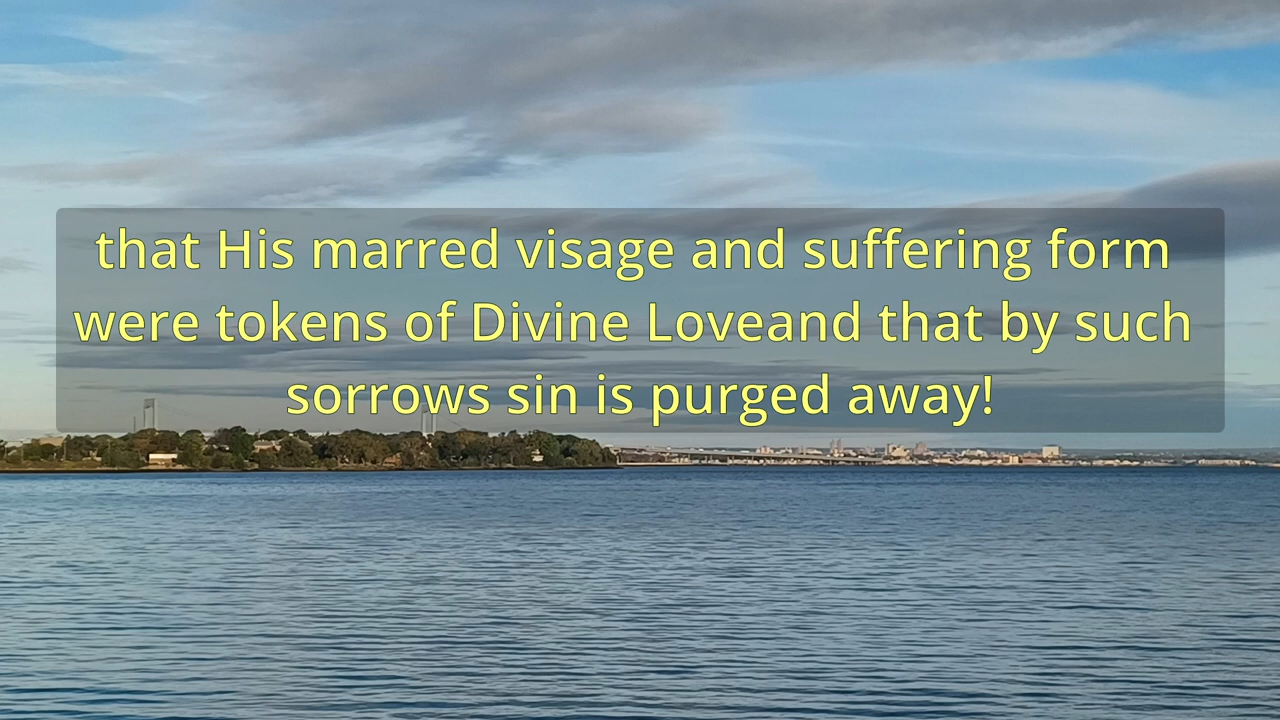 that His marred visage and suffering form
were tokens of Divine Loveand that by such
sorrows sin is purged away!